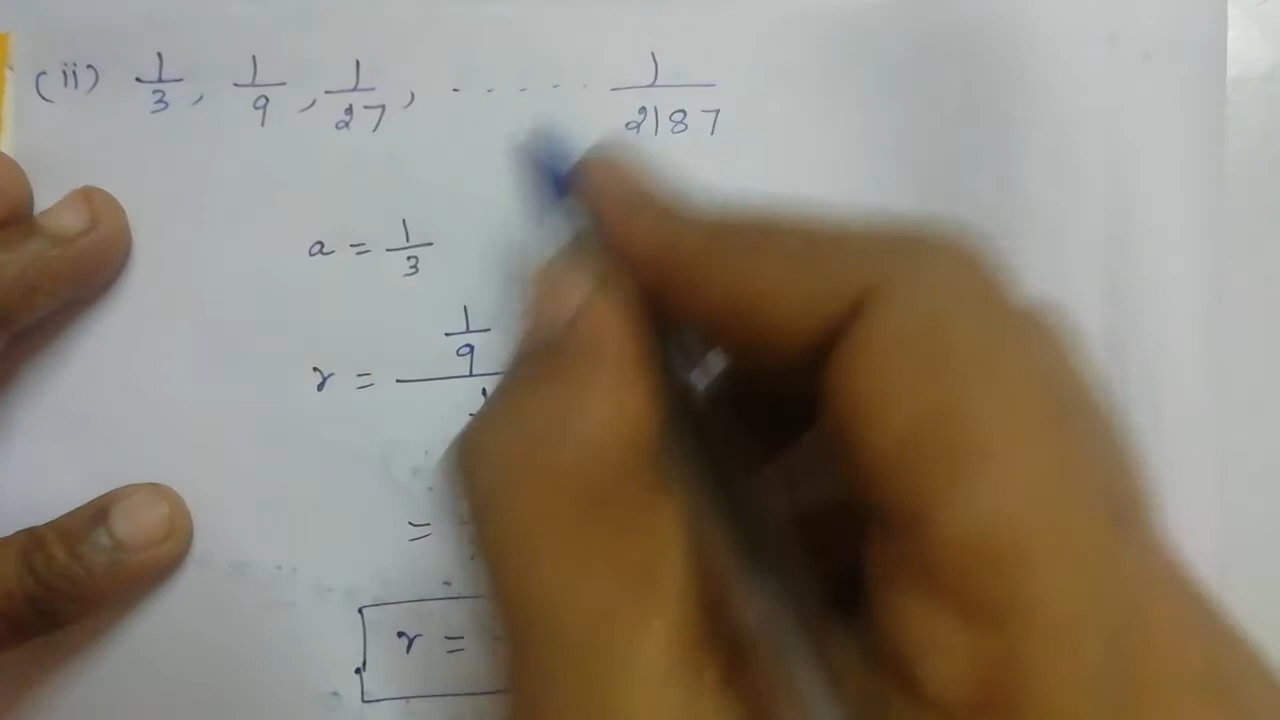 (ii) 1/3, 1/9, 1/27, ...... 1/2187
a = 1/3
r = 1/9
=
r =